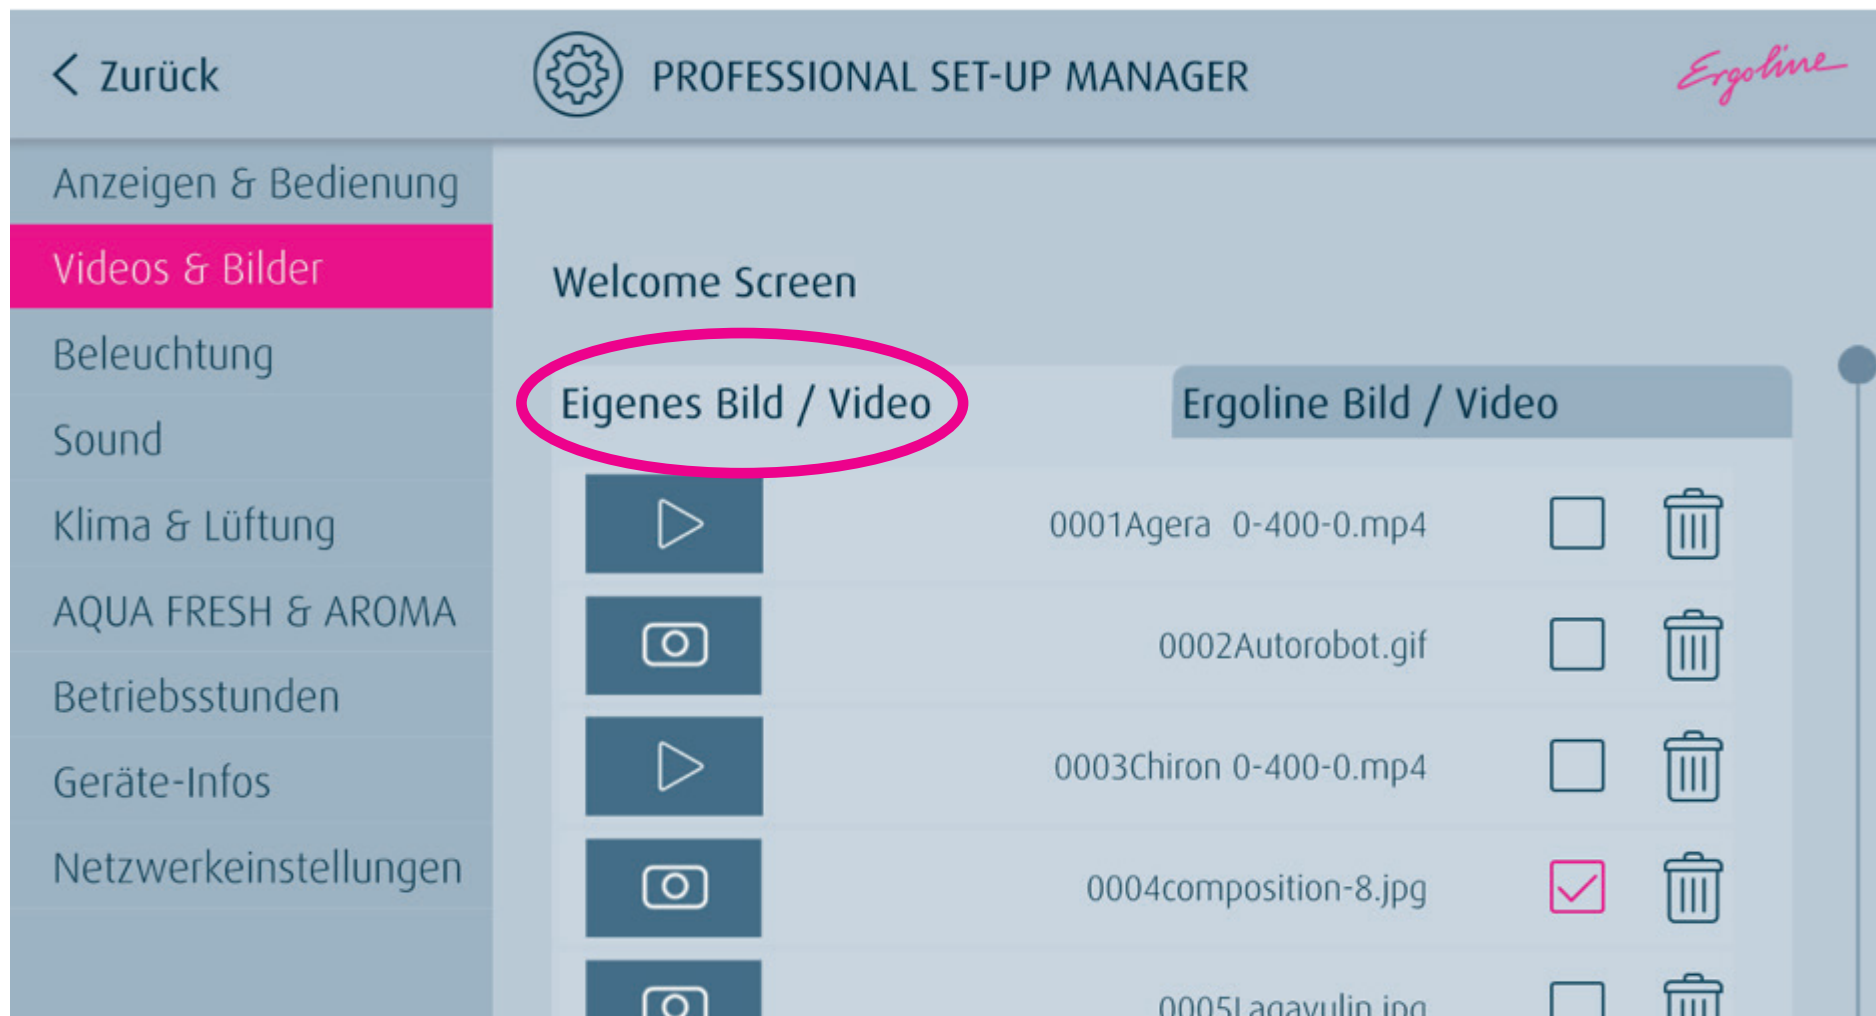 Zurück
PROFESSIONAL SET-UP MANAGER
Ergoline
Anzeigen & Bedienung
Videos & Bilder
Beleuchtung
Sound
Klima & Lüftung
AQUA FRESH & AROMA
Betriebsstunden
Geräte-Infos
Netzwerkeinstellungen
Welcome Screen
Eigenes Bild / Video
Ergoline Bild / Video
0001Agera  0-400-0.mp4
0002Autorobot.gif
0003Chiron 0-400-0.mp4
0004composition-8.jpg
0005Lagavulin.jpg